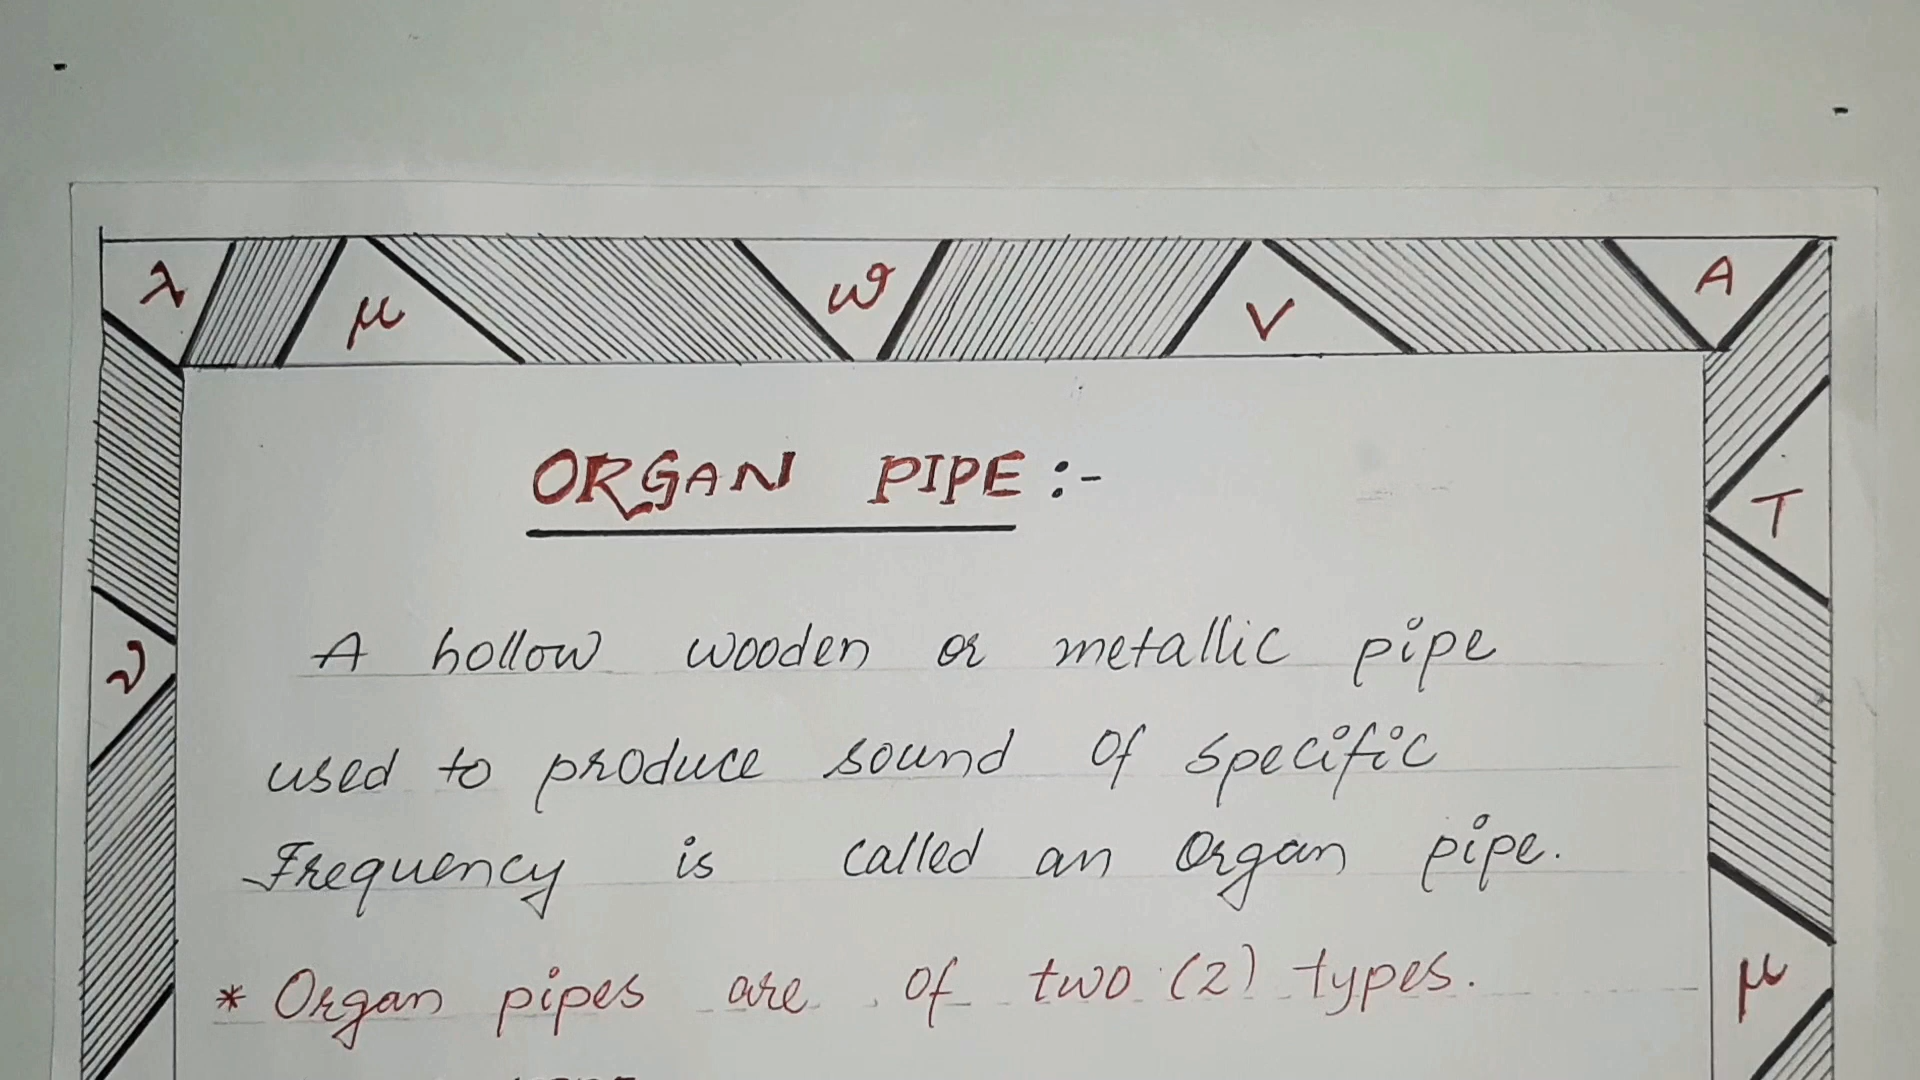 λ μ ω V A
ORGAN PIPE :-
T
A hollow wooden or metallic pipe
ν
used to produce sound of specific
Frequency is called an Organ pipe.
* Organ pipes are of two (2) types.
μ